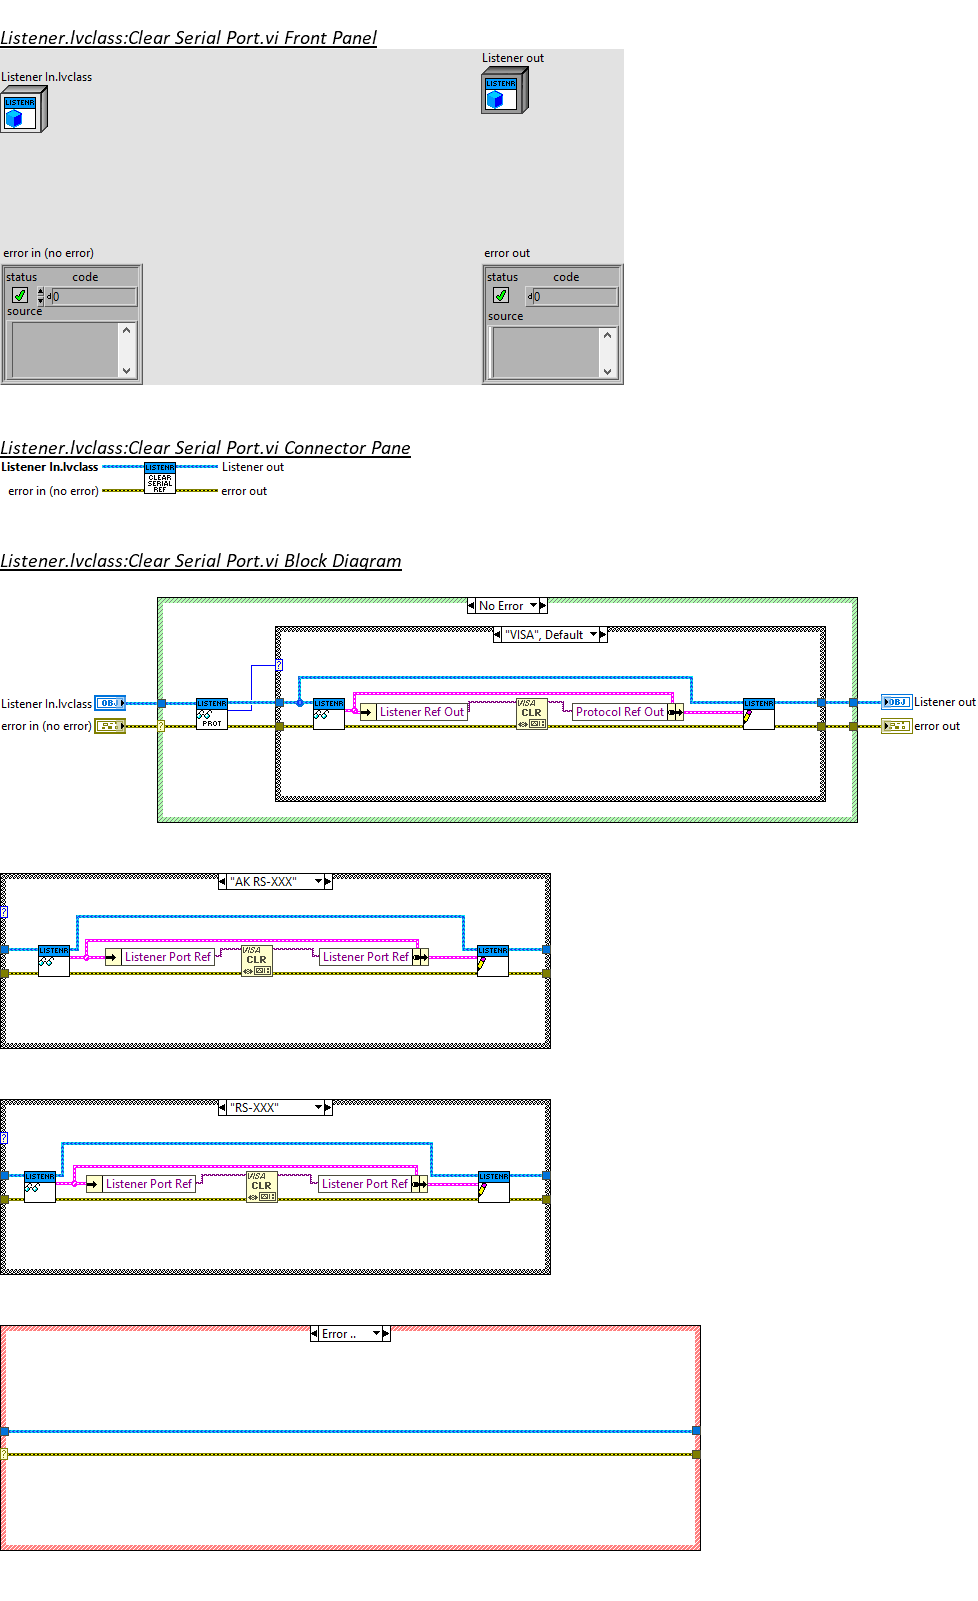 Listener.lvclass:Clear Serial Port.vi Front Panel
Listener In.lvclass
Listener out
LISTENR
LISTENR
error in (no error)
error out
status code
status code
d 0
d 0
source
source
Listener.lvclass:Clear Serial Port.vi Connector Pane
Listener In.lvclass
LISTENR
Listener out
error in (no error)
CLEAR
SERIAL
REF
error out
Listener.lvclass:Clear Serial Port.vi Block Diagram
No Error
"VISA", Default
?
Listener In.lvclass
OBJ
LISTENR
PROT
LISTENR
Listener Ref Out
VISA
CLR
Protocol Ref Out
LISTENR
OBJ
Listener out
error in (no error)
?
error out
"AK RS-XXX"
?
LISTENR
Listener Port Ref
VISA
CLR
Listener Port Ref
LISTENR
"RS-XXX"
?
LISTENR
Listener Port Ref
VISA
CLR
Listener Port Ref
LISTENR
Error ..
?